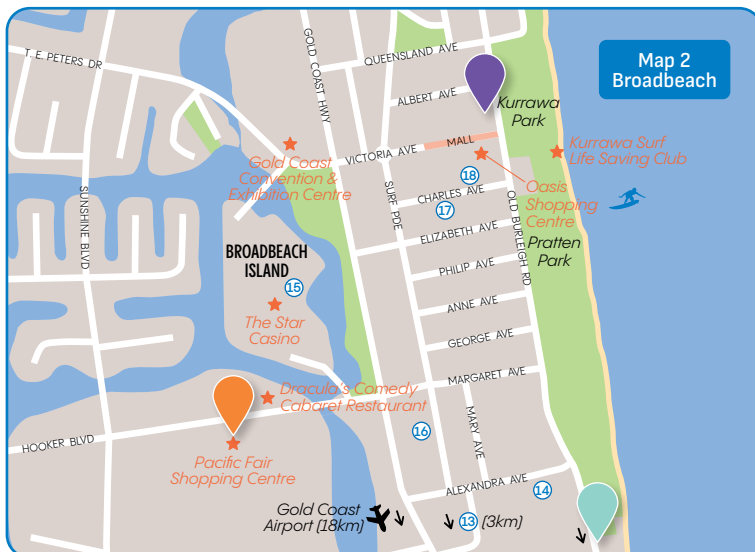 Map 2
Broadbeach
T. E. PETERS DR
GOLD COAST HWY
QUEENSLAND AVE
ALBERT AVE
Kurrawa
Park
VICTORIA AVE
MALL
Kurrawa Surf
Life Saving Club
Gold Coast
Convention &
Exhibition Centre
18
Oasis
Shopping
Centre
CHARLES AVE
17
SURF PDE
SUNSHINE BLVD
OLD BURLEIGH RD
ELIZABETH AVE
Pratten
Park
BROADBEACH
ISLAND
15
PHILIP AVE
ANNE AVE
The Star
Casino
GEORGE AVE
MARGARET AVE
Dracula's Comedy
Cabaret Restaurant
MARY AVE
16
HOOKER BLVD
Pacific Fair
Shopping Centre
ALEXANDRA AVE
14
Gold Coast
Airport (18km)
13 (3km)